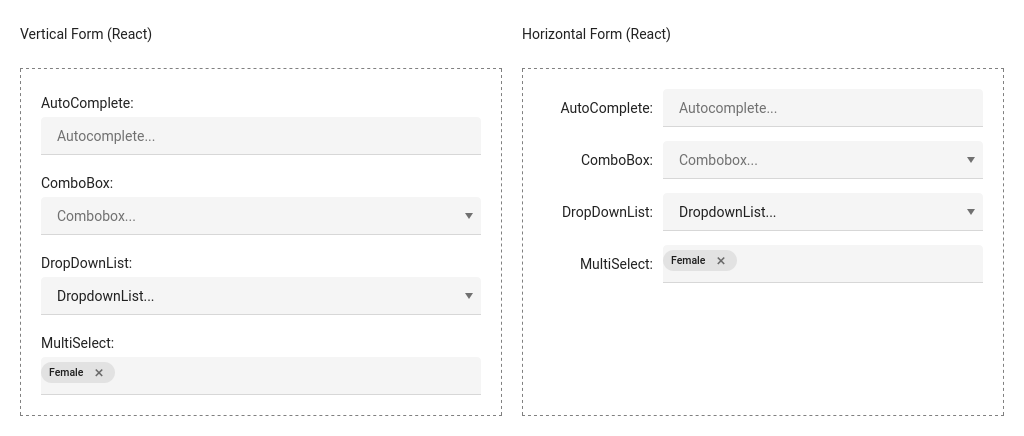 Vertical Form (React)
AutoComplete:
Autocomplete...
ComboBox:
Combobox...
DropDownList:
DropdownList...
MultiSelect:
Female
Horizontal Form (React)
AutoComplete: Autocomplete...
ComboBox: Combobox...
DropDownList: DropdownList...
MultiSelect: Female